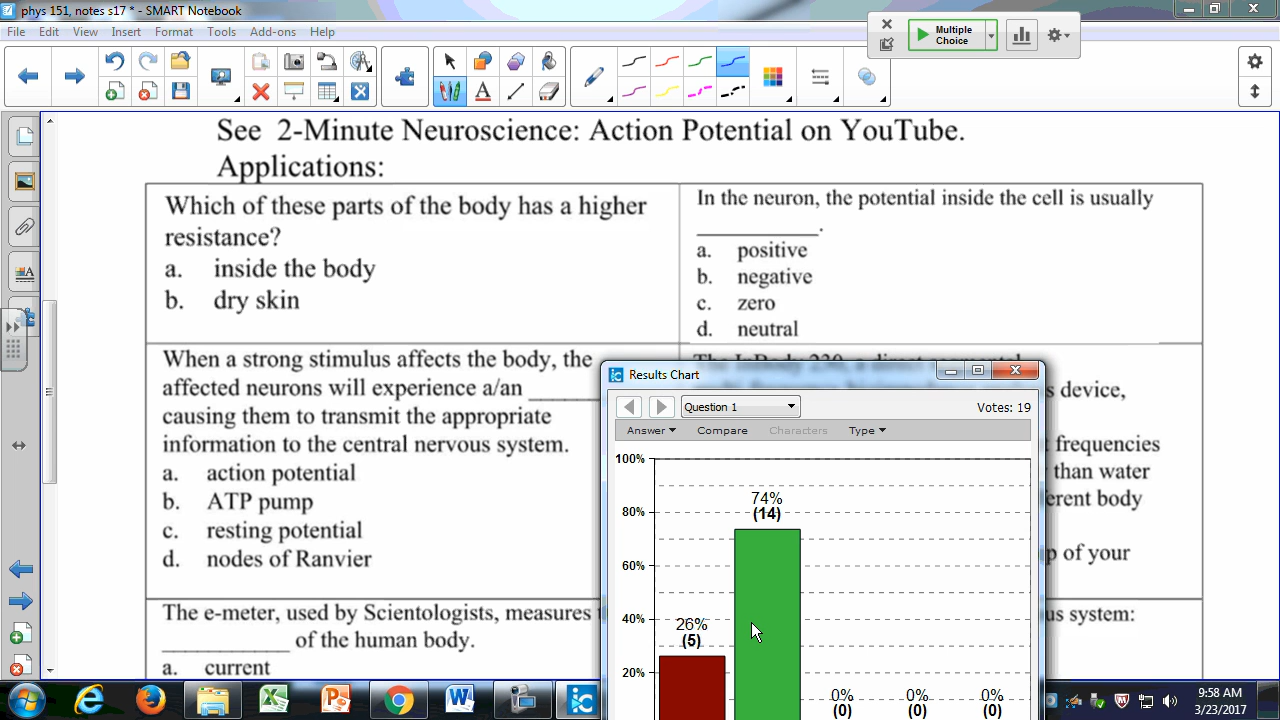 phys 151, notes s17 * - SMART Notebook
File Edit View Insert Format Tools Add-ons Help
Multiple
Choice
See 2-Minute Neuroscience: Action Potential on YouTube.
Applications:
Which of these parts of the body has a higher
resistance?
a. inside the body
b. dry skin
In the neuron, the potential inside the cell is usually
____________.
a. positive
b. negative
c. zero
d. neutral
When a strong stimulus affects the body, the
affected neurons will experience a/an _______
causing them to transmit the appropriate
information to the central nervous system.
a. action potential
b. ATP pump
c. resting potential
d. nodes of Ranvier
s device,
frequencies
than water
erent body
p of your
The e-meter, used by Scientologists, measures
____________ of the human body.
a. current
us system:
Results Chart
Question 1
Votes: 19
Answer Compare Characters Type
100%
80%
60%
40%
20%
26%
(5)
74%
(14)
0%
(0)
0%
(0)
0%
(0)
9:58 AM
3/23/2017